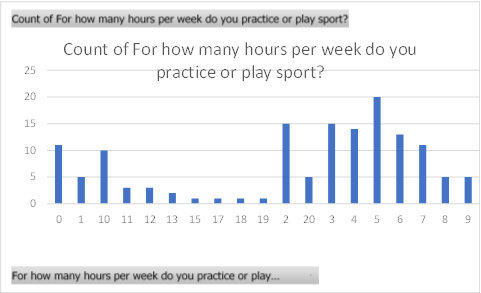 Count of For how many hours per week do you practice or play sport?
Count of For how many hours per week do you
practice or play sport?
25
20
15
10
5
0
0 1 10 11 12 13 15 17 18 19 2 20 3 4 5 6 7 8 9
For how many hours per week do you practice or play...